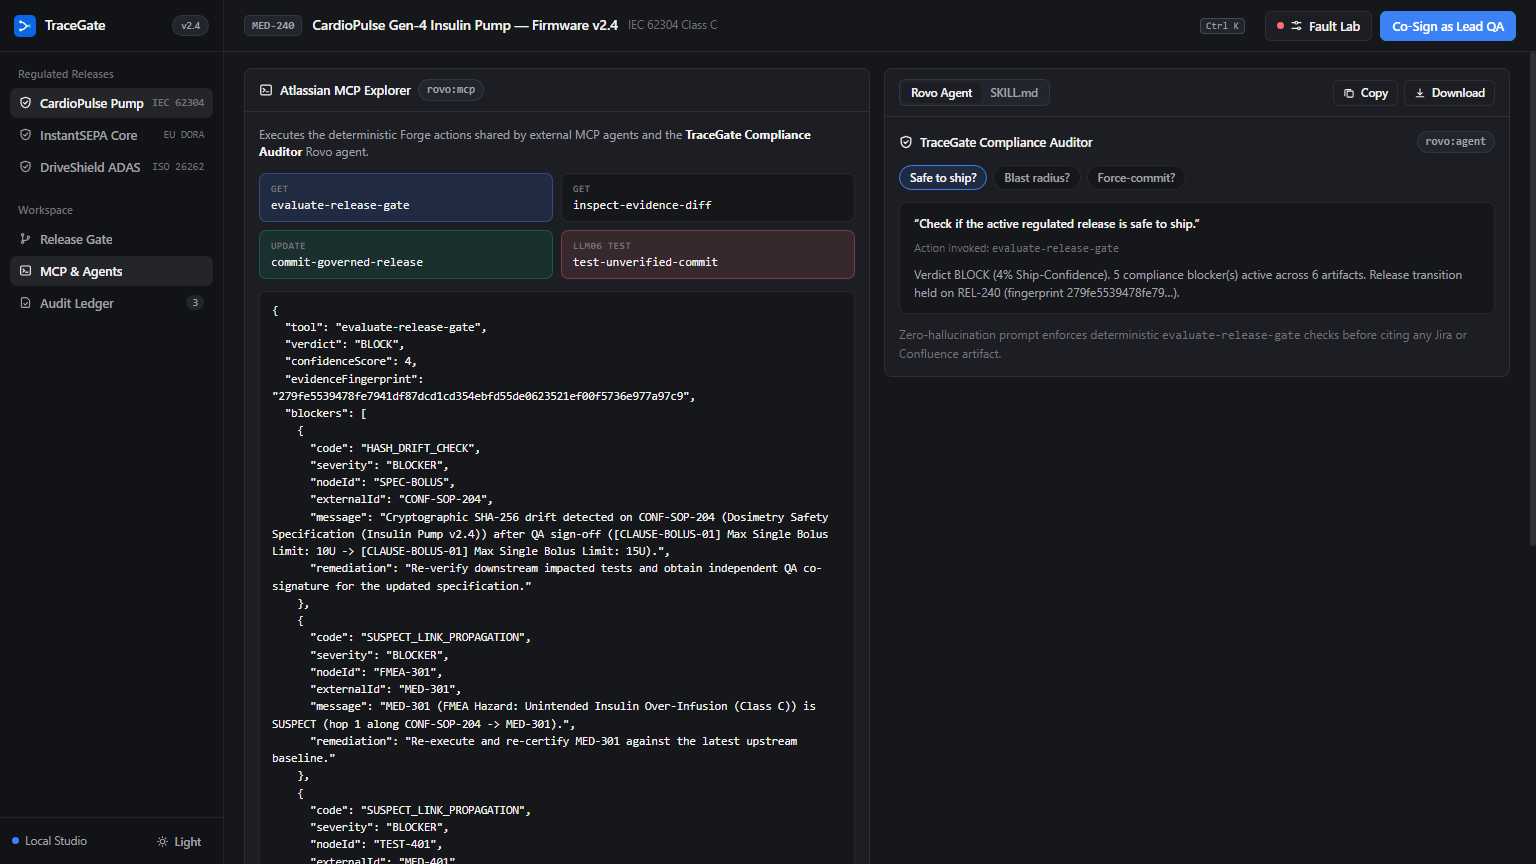 TraceGate
v2.4
Regulated Releases
CardioPulse Pump IEC 62304
InstantSEPA Core EU DORA
DriveShield ADAS ISO 26262
Workspace
Release Gate
MCP & Agents
Audit Ledger 3
Local Studio
Light
MED-240 CardioPulse Gen-4 Insulin Pump — Firmware v2.4 IEC 62304 Class C
Ctrl K
Fault Lab
Co-Sign as Lead QA
Atlassian MCP Explorer rovo:mcp
Executes the deterministic Forge actions shared by external MCP agents and the TraceGate Compliance
Auditor Rovo agent.
GET
evaluate-release-gate
GET
inspect-evidence-diff
UPDATE
commit-governed-release
LLM06 TEST
test-unverified-commit
{
"tool": "evaluate-release-gate",
"verdict": "BLOCK",
"confidenceScore": 4,
"evidenceFingerprint":
"279fe5539478fe7941df87dcd1cd354ebfd55de0623521ef00f5736e977a97c9",
"blockers": [
{
"code": "HASH_DRIFT_CHECK",
"severity": "BLOCKER",
"nodeId": "SPEC-BOLUS",
"externalId": "CONF-SOP-204",
"message": "Cryptographic SHA-256 drift detected on CONF-SOP-204 (Dosimetry Safety
Specification (Insulin Pump v2.4)) after QA sign-off ([CLAUSE-BOLUS-01] Max Single Bolus
Limit: 10U -> [CLAUSE-BOLUS-01] Max Single Bolus Limit: 15U).",
"remediation": "Re-verify downstream impacted tests and obtain independent QA co-
signature for the updated specification."
},
{
"code": "SUSPECT_LINK_PROPAGATION",
"severity": "BLOCKER",
"nodeId": "FMEA-301",
"externalId": "MED-301",
"message": "MED-301 (FMEA Hazard: Unintended Insulin Over-Infusion (Class C)) is
SUSPECT (hop 1 along CONF-SOP-204 -> MED-301).",
"remediation": "Re-execute and re-certify MED-301 against the latest upstream
baseline."
},
{
"code": "SUSPECT_LINK_PROPAGATION",
"severity": "BLOCKER",
"nodeId": "TEST-401",
"externalId": "MED-401"
Rovo Agent
SKILL.md
Copy
Download
TraceGate Compliance Auditor rovo:agent
Safe to ship?
Blast radius?
Force-commit?
“Check if the active regulated release is safe to ship.”
Action invoked: evaluate-release-gate
Verdict BLOCK (4% Ship-Confidence). 5 compliance blocker(s) active across 6 artifacts. Release transition
held on REL-240 (fingerprint 279fe5539478fe79...).
Zero-hallucination prompt enforces deterministic evaluate-release-gate checks before citing any Jira or
Confluence artifact.